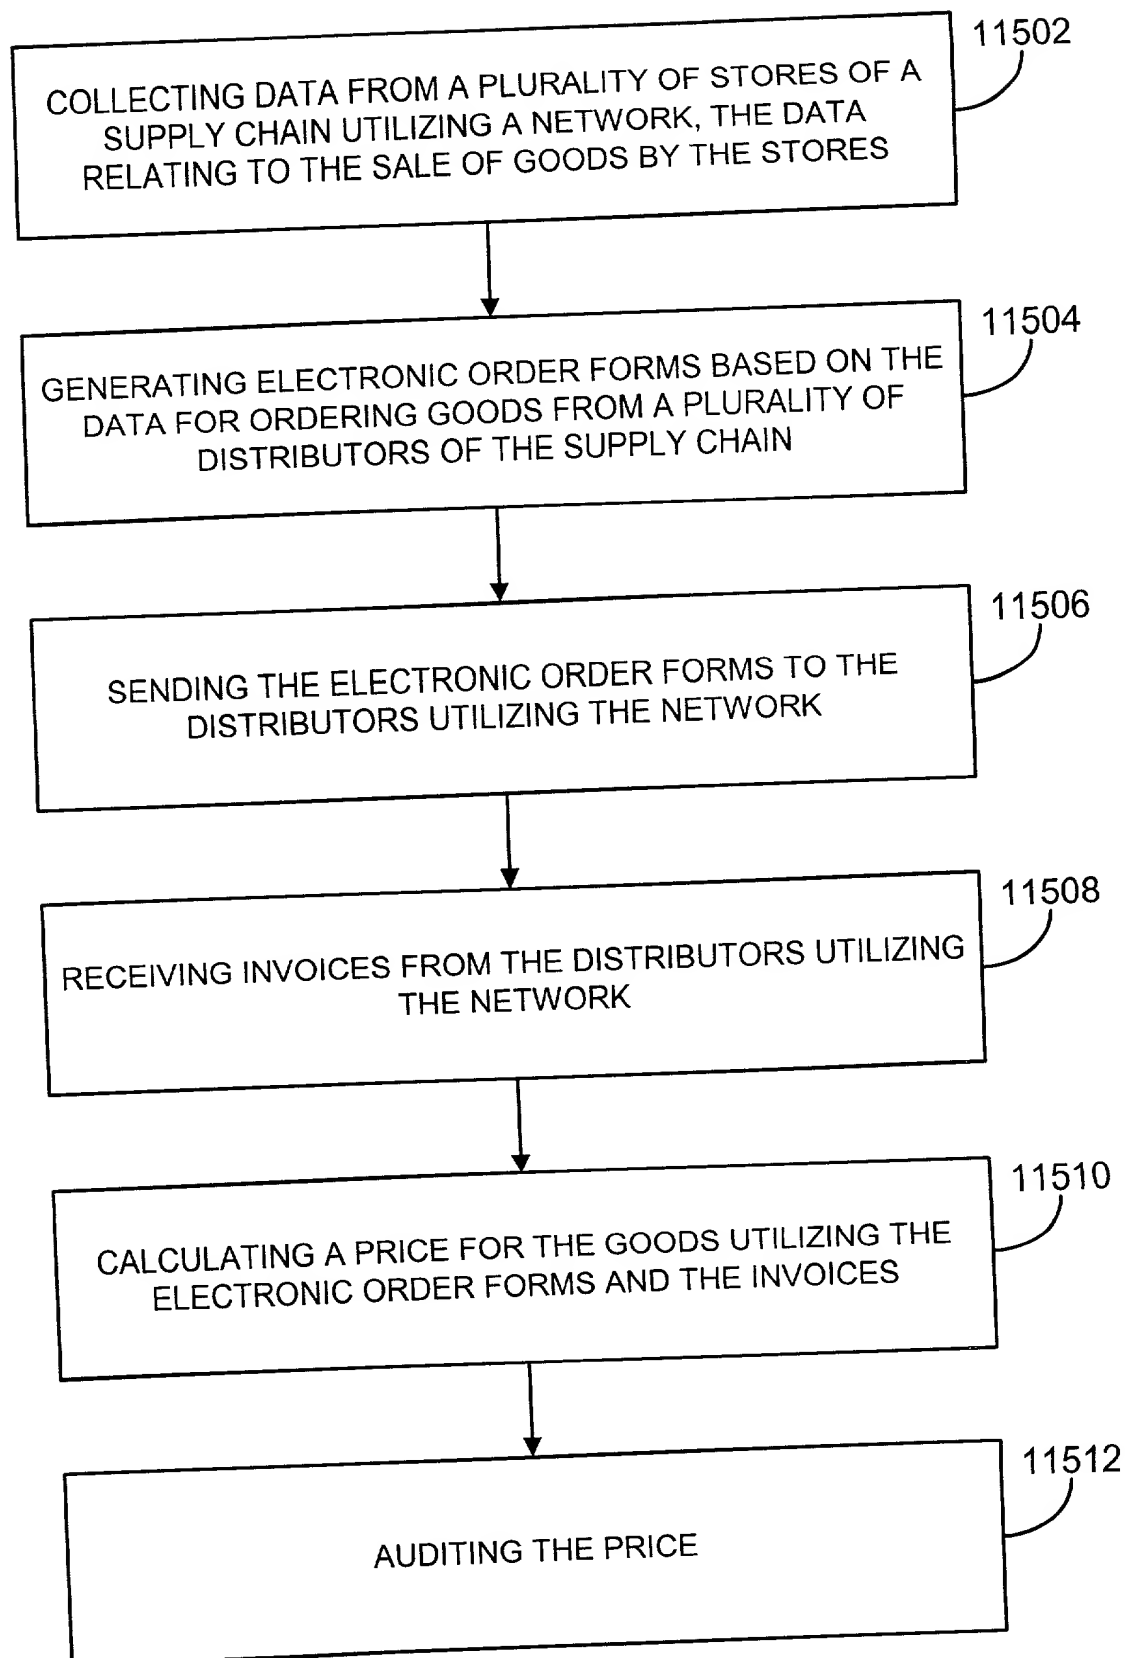 11502
COLLECTING DATA FROM A PLURALITY OF STORES OF A
SUPPLY CHAIN UTILIZING A NETWORK, THE DATA
RELATING TO THE SALE OF GOODS BY THE STORES
11504
GENERATING ELECTRONIC ORDER FORMS BASED ON THE
DATA FOR ORDERING GOODS FROM A PLURALITY OF
DISTRIBUTORS OF THE SUPPLY CHAIN
11506
SENDING THE ELECTRONIC ORDER FORMS TO THE
DISTRIBUTORS UTILIZING THE NETWORK
11508
RECEIVING INVOICES FROM THE DISTRIBUTORS UTILIZING
THE NETWORK
11510
CALCULATING A PRICE FOR THE GOODS UTILIZING THE
ELECTRONIC ORDER FORMS AND THE INVOICES
11512
AUDITING THE PRICE